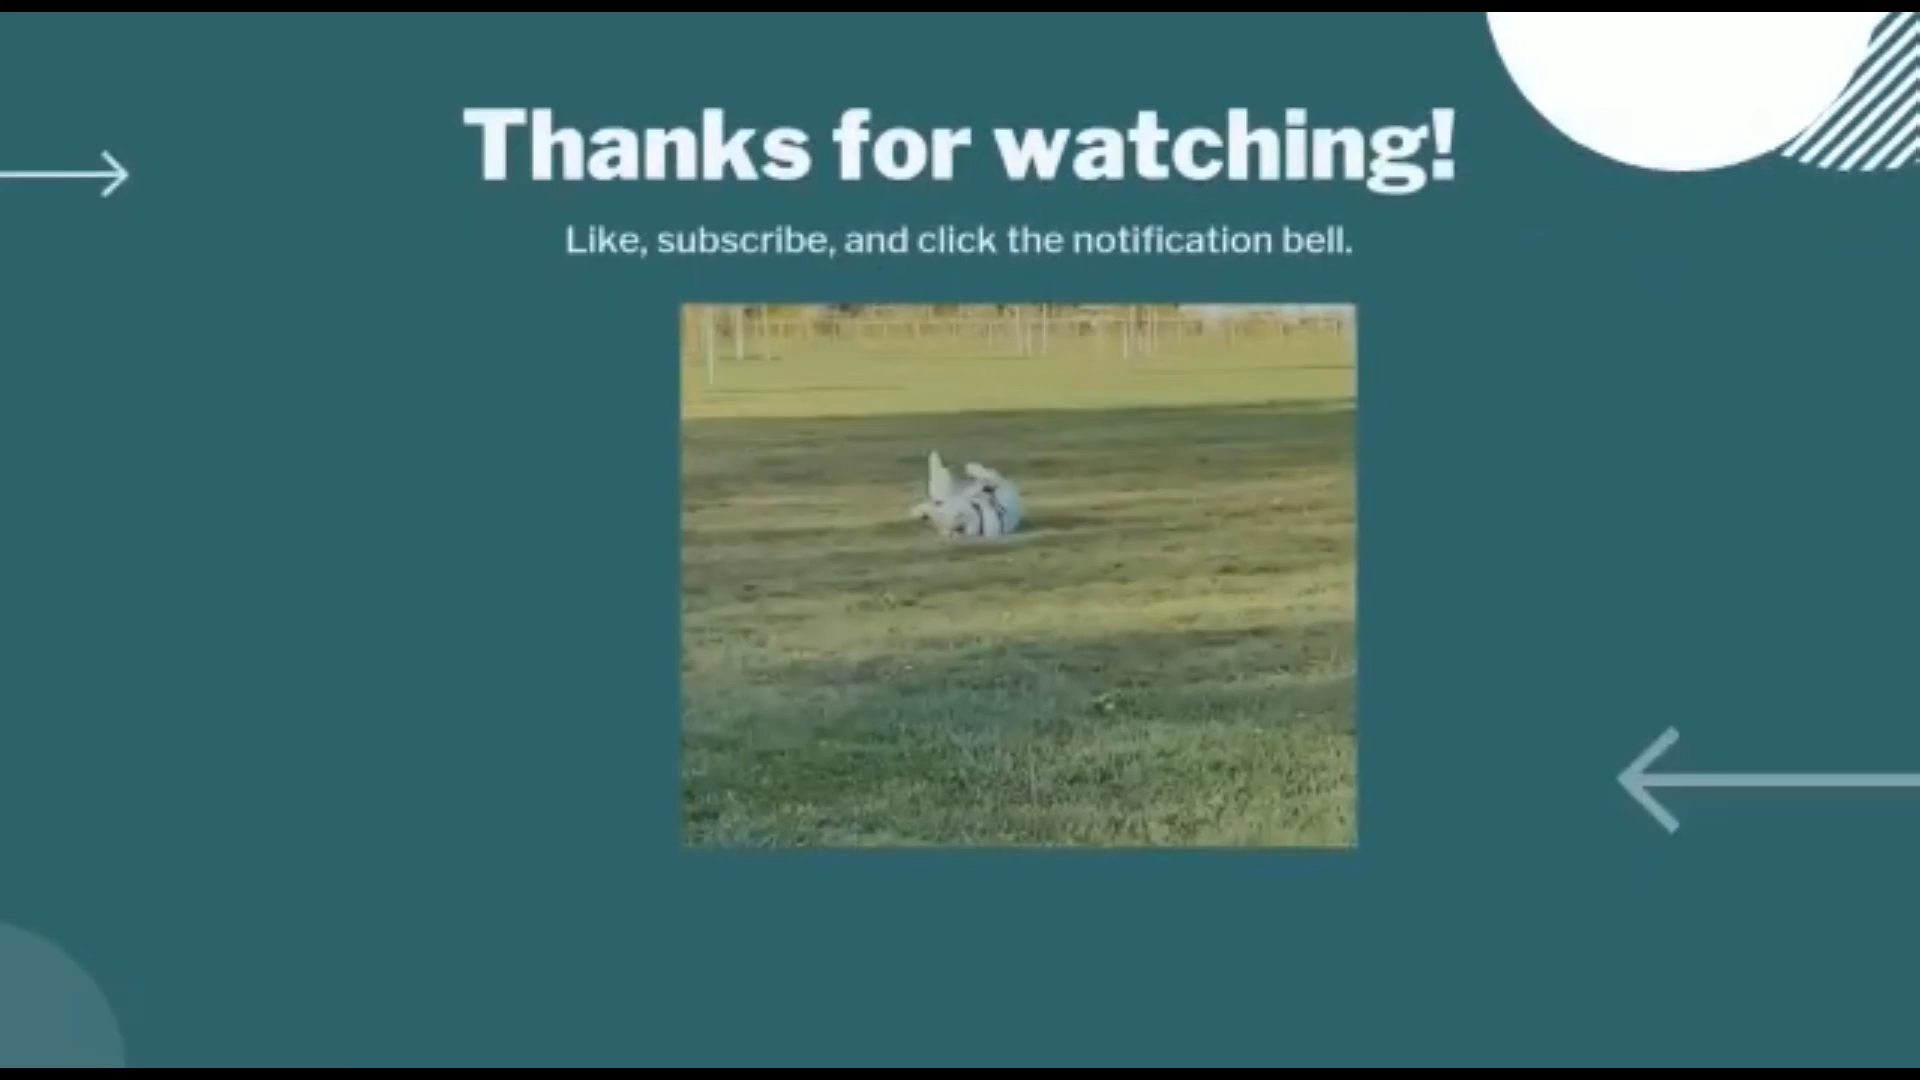 Thanks for watching!
Like, subscribe, and click the notification bell.